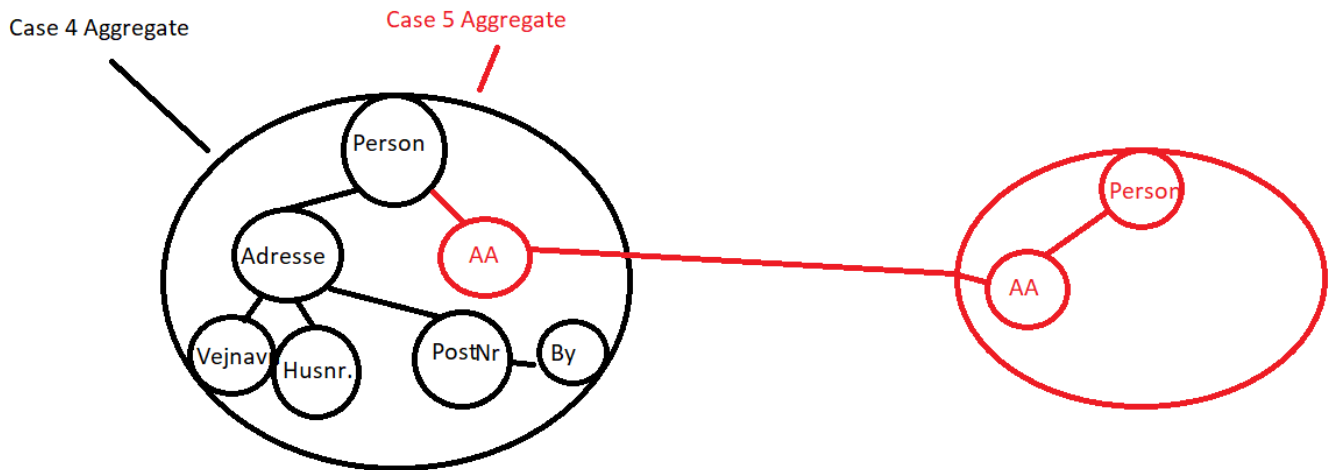 Case 4 Aggregate
Case 5 Aggregate
Person
Adresse
AA
Vejnav
Husnr.
PostNr
By
Person
AA